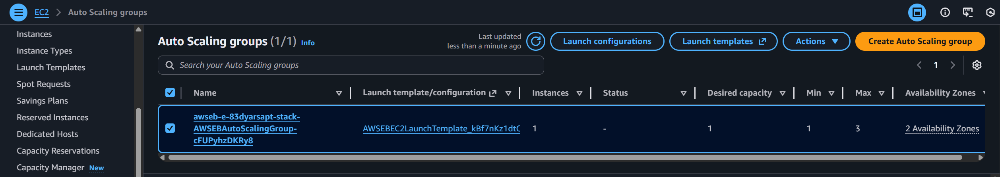 EC2 > Auto Scaling groups
Instances
Instance Types
Launch Templates
Spot Requests
Savings Plans
Reserved Instances
Dedicated Hosts
Capacity Reservations
Capacity Manager New
Auto Scaling groups (1/1) Info
Last updated
less than a minute ago
Launch configurations
Launch templates
Actions
Create Auto Scaling group
Search your Auto Scaling groups
1
Name
Launch template/configuration
Instances
Status
Desired capacity
Min
Max
Availability Zones
awseb-e-83dyarsapt-stack-
AWSEBAutoScalingGroup-
cFUPyhzDKRy8
AWSEBEC2LaunchTemplate_kBf7nKz1dt
1
-
1
1
3
2 Availability Zones